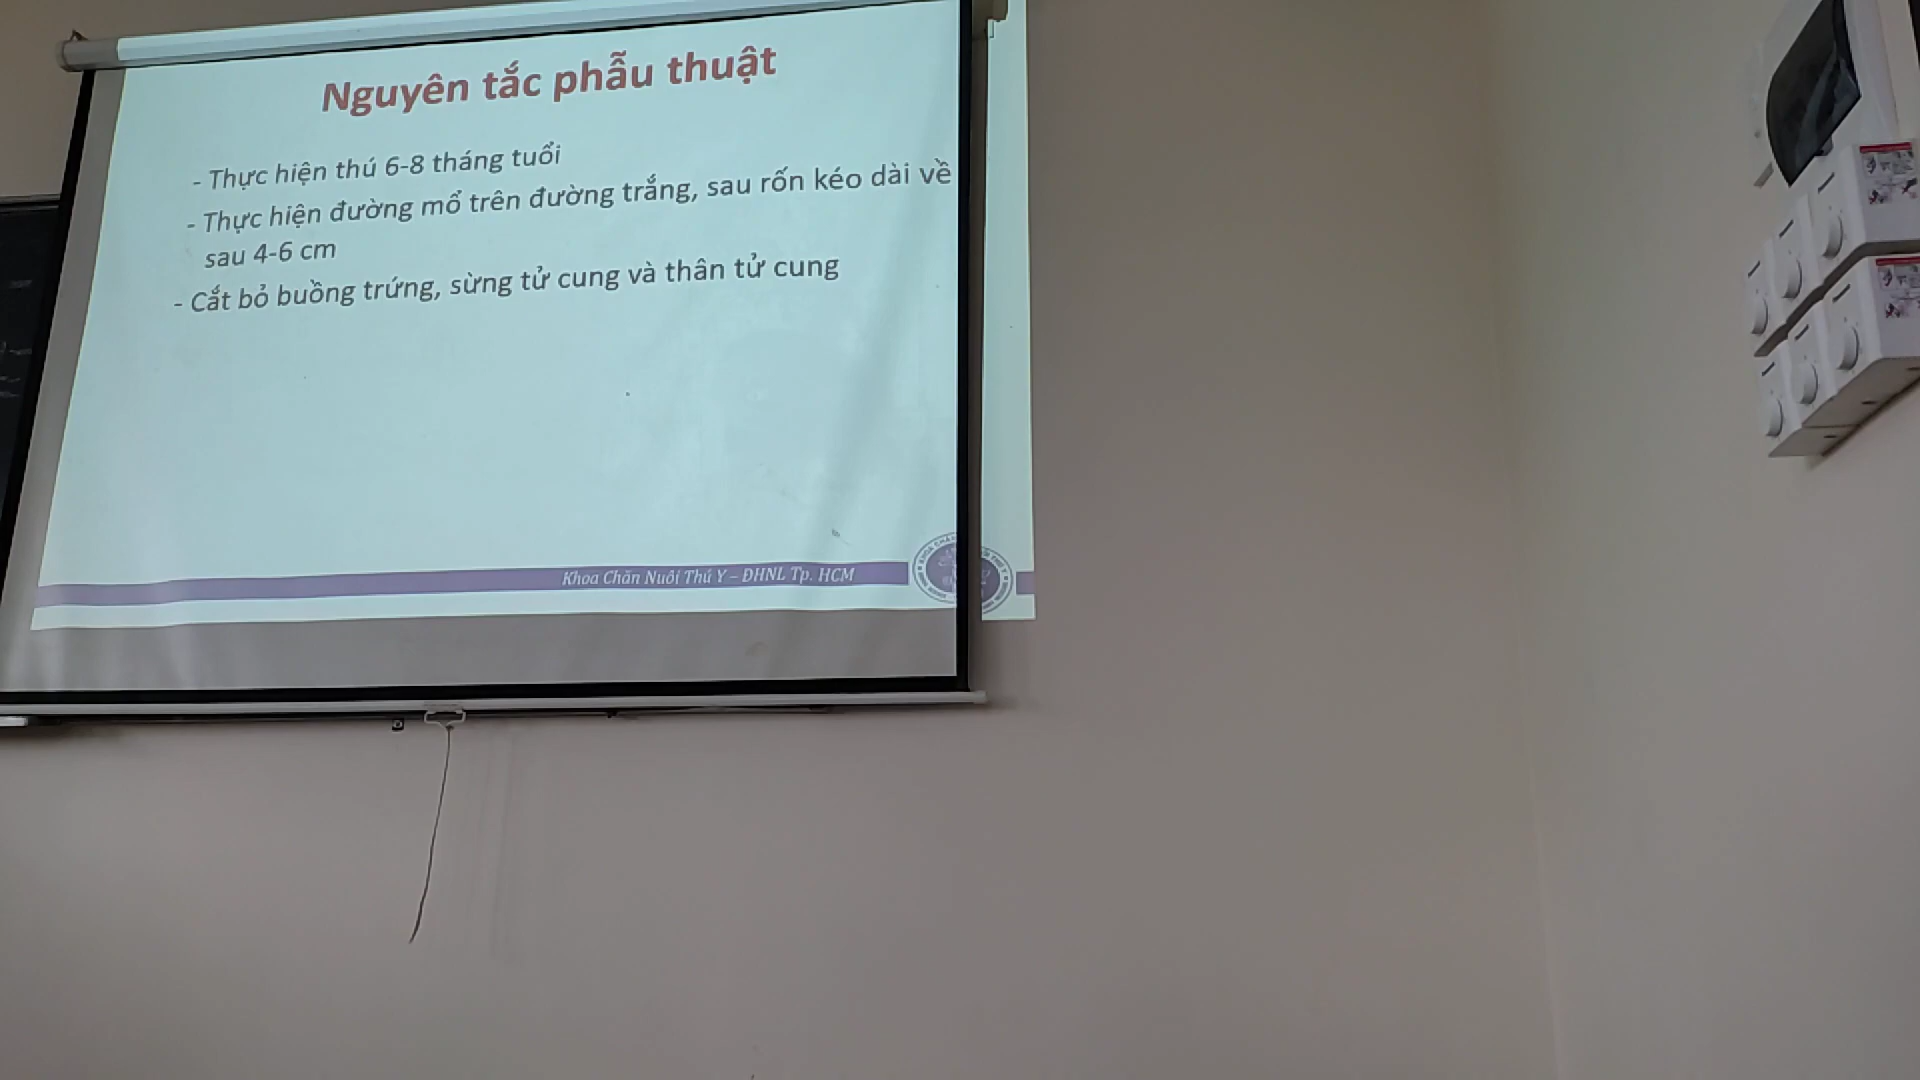 Nguyên tắc phẫu thuật
- Thực hiện thú 6-8 tháng tuổi
- Thực hiện đường mổ trên đường trắng, sau rốn kéo dài về
sau 4-6 cm
- Cắt bỏ buồng trứng, sừng tử cung và thân tử cung
Khoa Chăn Nuôi Thú Y – ĐHNL Tp. HCM